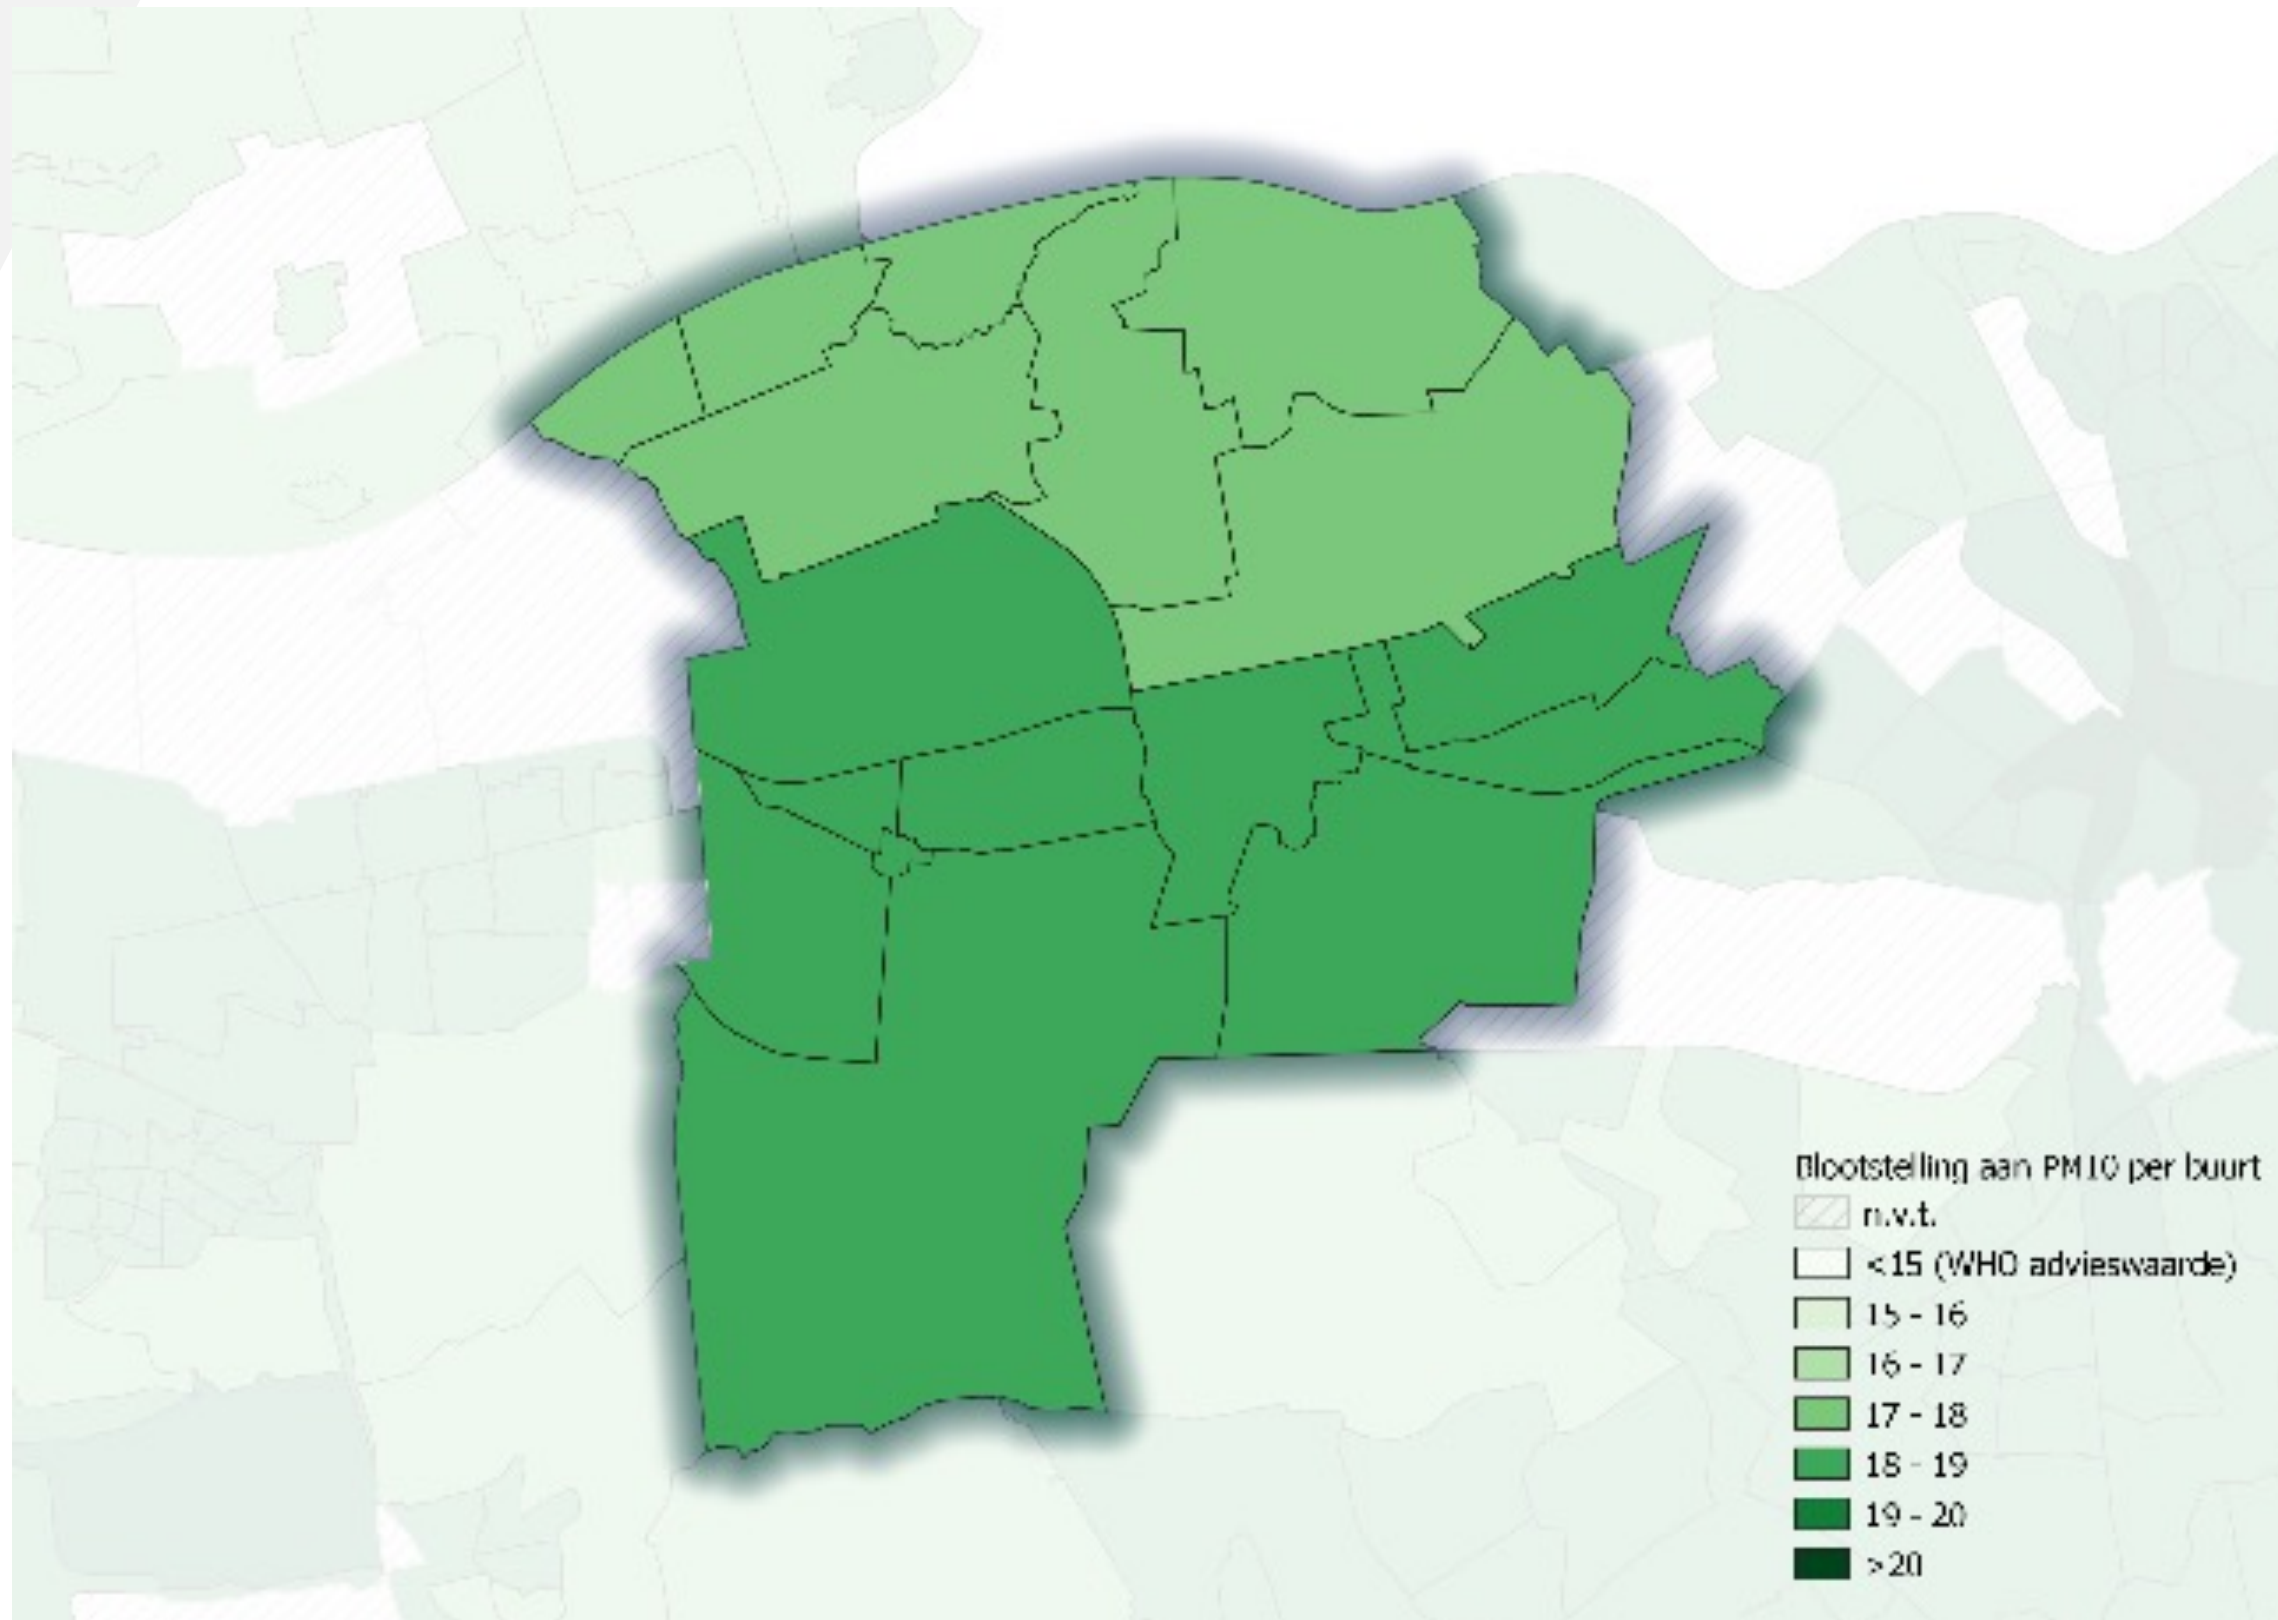 Blootstelling aan PM10 per buurt
n.v.t.
<15 (WHO advieswaarde)
15 - 16
16 - 17
17 - 18
18 - 19
19 - 20
>20